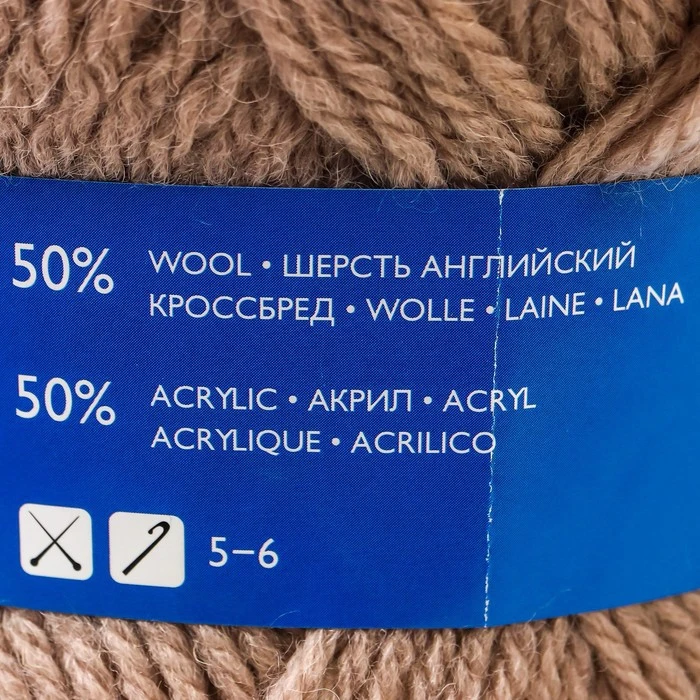 50% WOOL • ШЕРСТЬ АНГЛИЙСКИЙ
КРОССБРЕД • WOLLE • LAINE • LANA
50% ACRYLIC • АКРИЛ • ACRYL
ACRYLIQUE • ACRILICO
5–6